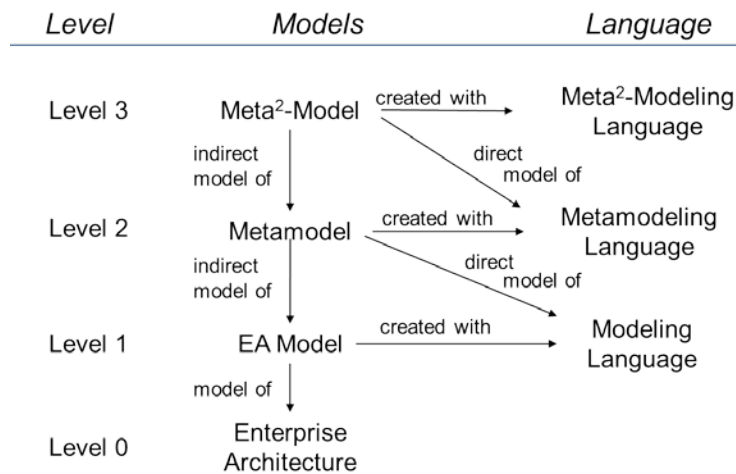 Level Models Language
Level 3 Meta²-Model created with Meta²-Modeling
Language
indirect
model of
direct
model of
Level 2 Metamodel created with Metamodeling
Language
indirect
model of
direct
model of
Level 1 EA Model created with Modeling
Language
model of
Level 0 Enterprise
Architecture